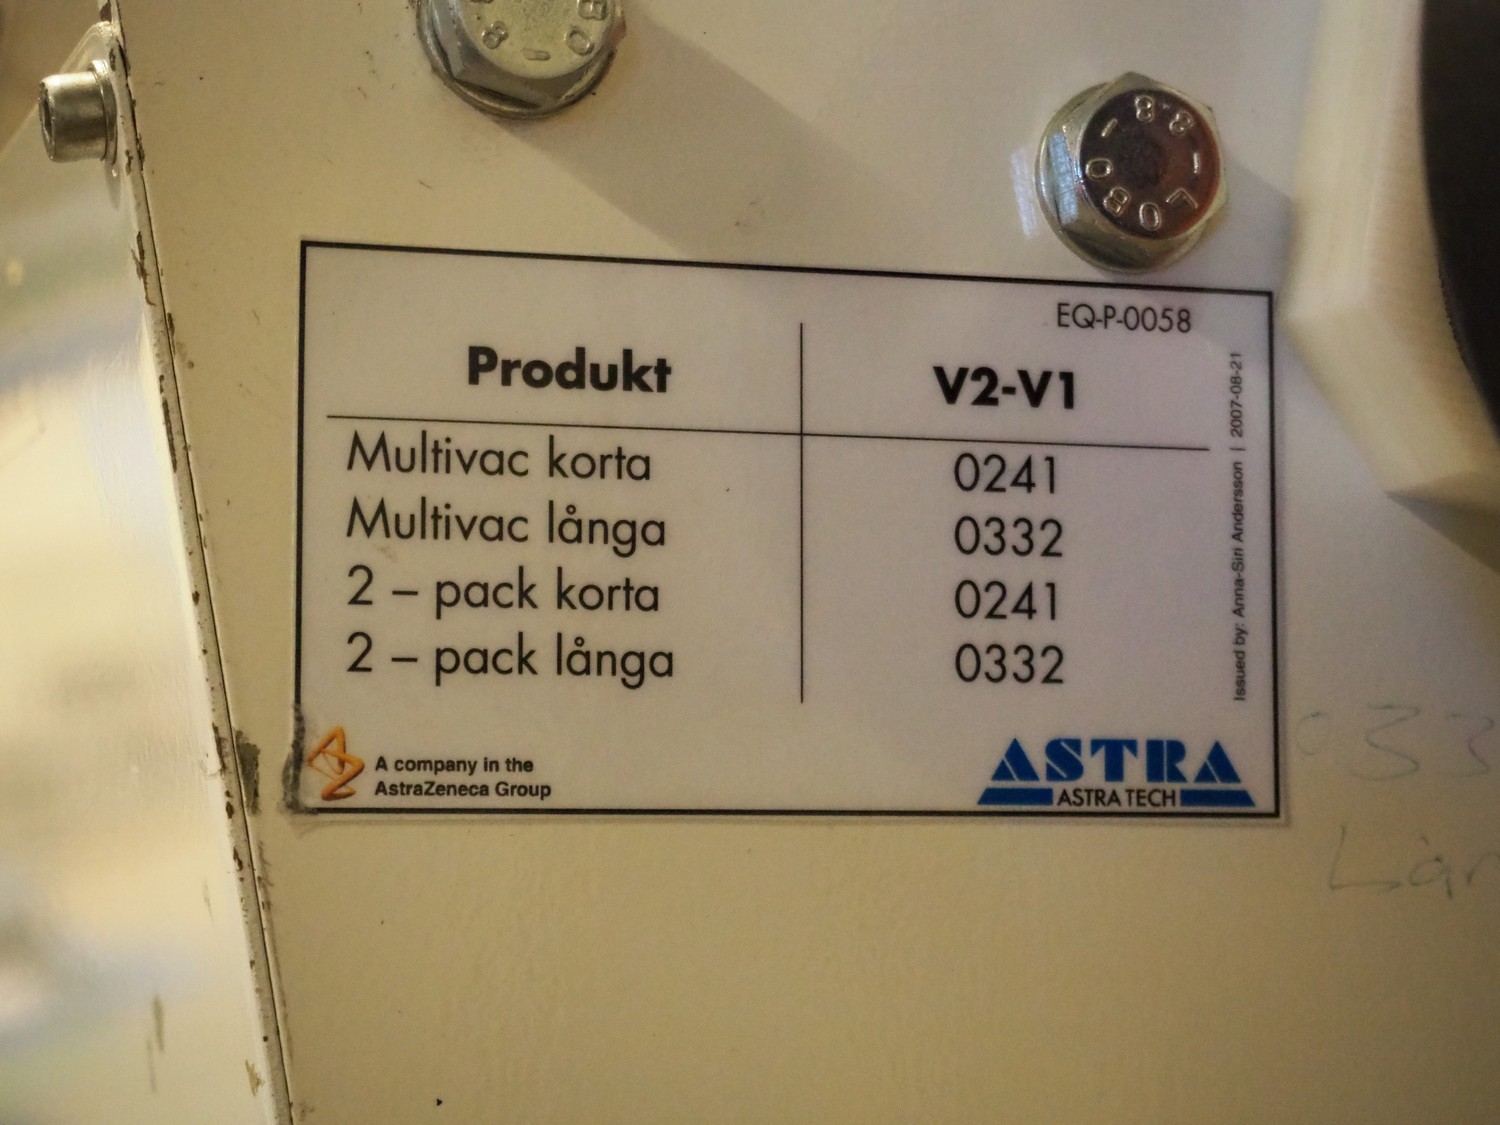 8 - 8
LOBO - 8.8 -
EQ-P-0058
Produkt V2-V1
Multivac korta 0241
Multivac långa 0332
2 – pack korta 0241
2 – pack långa 0332
Issued by: Anna-Siri Andersson | 2007-08-21
A company in the
AstraZeneca Group
ASTRA
ASTRA TECH
033